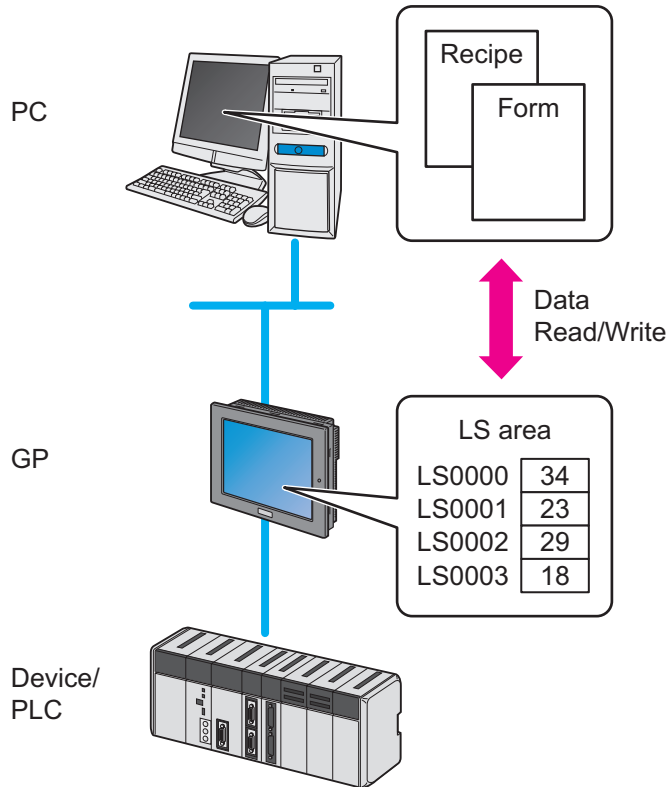 PC
Recipe
Form
Data
Read/Write
GP
LS area
LS0000 34
LS0001 23
LS0002 29
LS0003 18
Device/
PLC